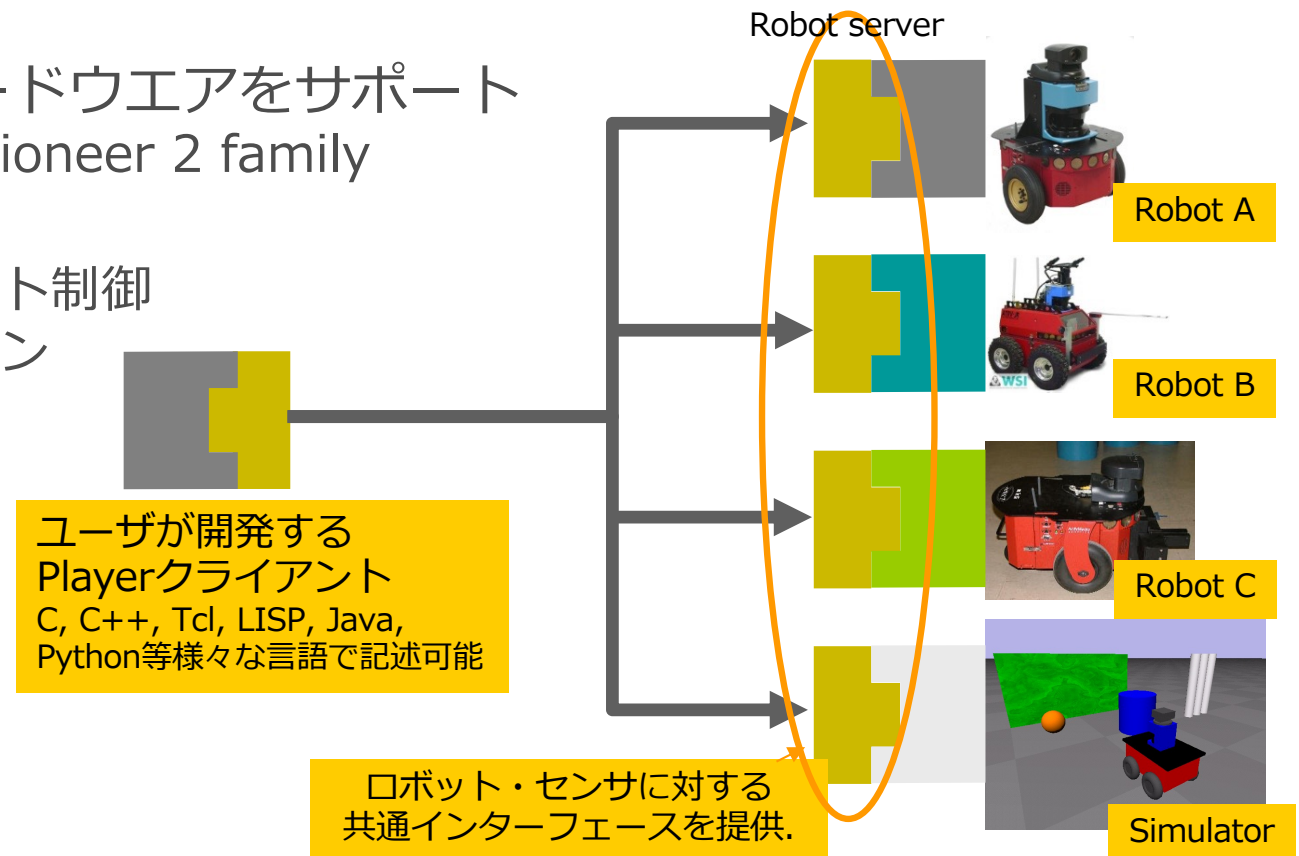 Robot server
ードウエアをサポート
ioneer 2 family
ト制御
ン
Robot A
WSI
Robot B
ユーザが開発する
Playerクライアント
C, C++, Tcl, LISP, Java,
Python等様々な言語で記述可能
Robot C
ロボット・センサに対する
共通インターフェースを提供.
Simulator